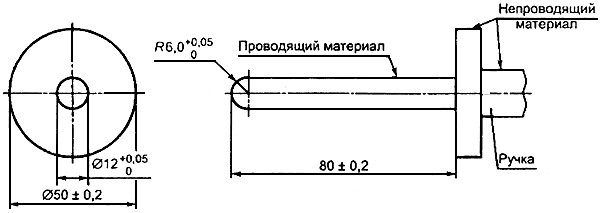 Непроводящий
материал
R6,0 +0,05
0
Проводящий материал
Ø12 +0,05
0
80 ± 0,2
Ручка
Ø50 ± 0,2